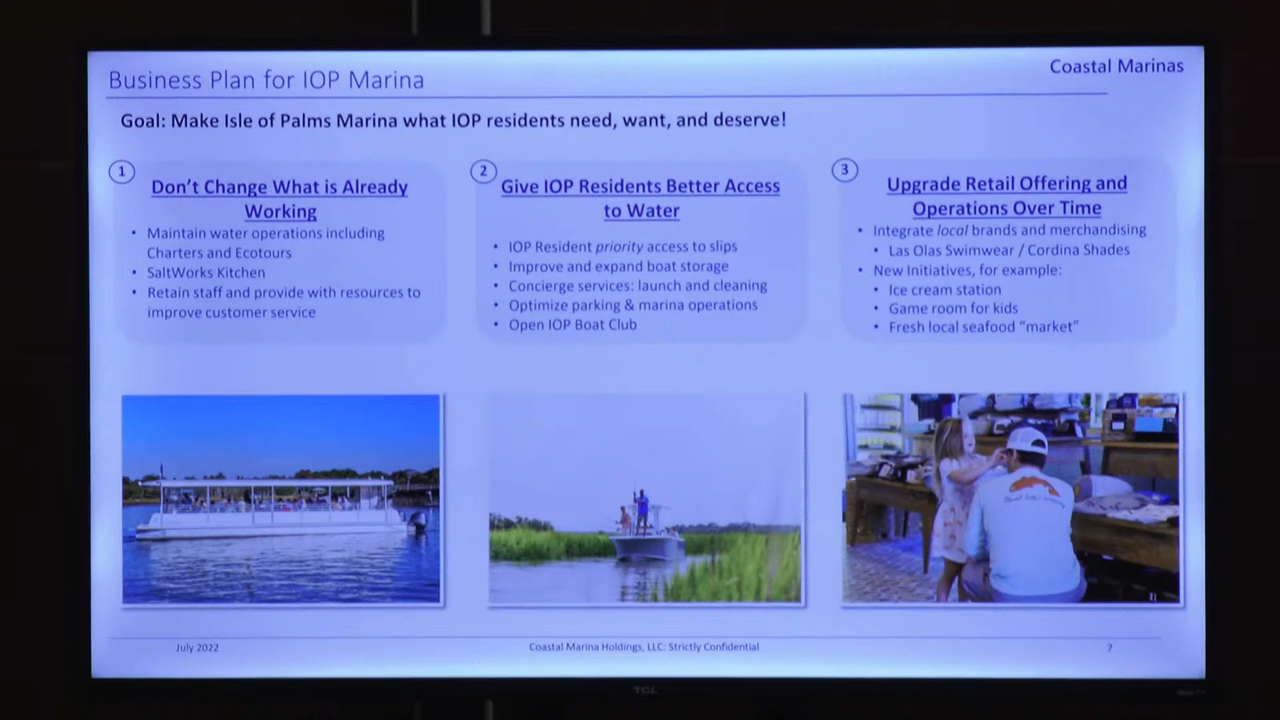 Business Plan for IOP Marina
Coastal Marinas
Goal: Make Isle of Palms Marina what IOP residents need, want, and deserve!
1
Don't Change What is Already
Working
• Maintain water operations including
Charters and Ecotours
• SaltWorks Kitchen
• Retain staff and provide with resources to
improve customer service
2
Give IOP Residents Better Access
to Water
• IOP Resident priority access to slips
• Improve and expand boat storage
• Concierge services: launch and cleaning
• Optimize parking & marina operations
• Open IOP Boat Club
3
Upgrade Retail Offering and
Operations Over Time
• Integrate local brands and merchandising
• Las Olas Swimwear / Cordina Shades
• New Initiatives, for example:
• Ice cream station
• Game room for kids
• Fresh local seafood “market”
July 2022
Coastal Marina Holdings, LLC: Strictly Confidential
7
TCL